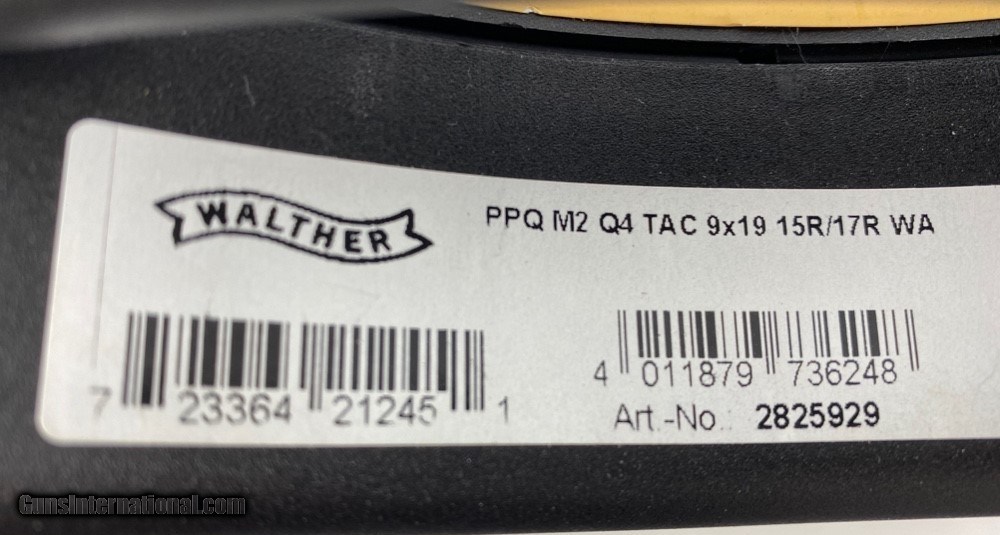 WALTHER
PPQ M2 Q4 TAC 9x19 15R/17R WA
7 23364 21245 1
4 011879 736248
Art.-No.: 2825929
GunsInternational.com